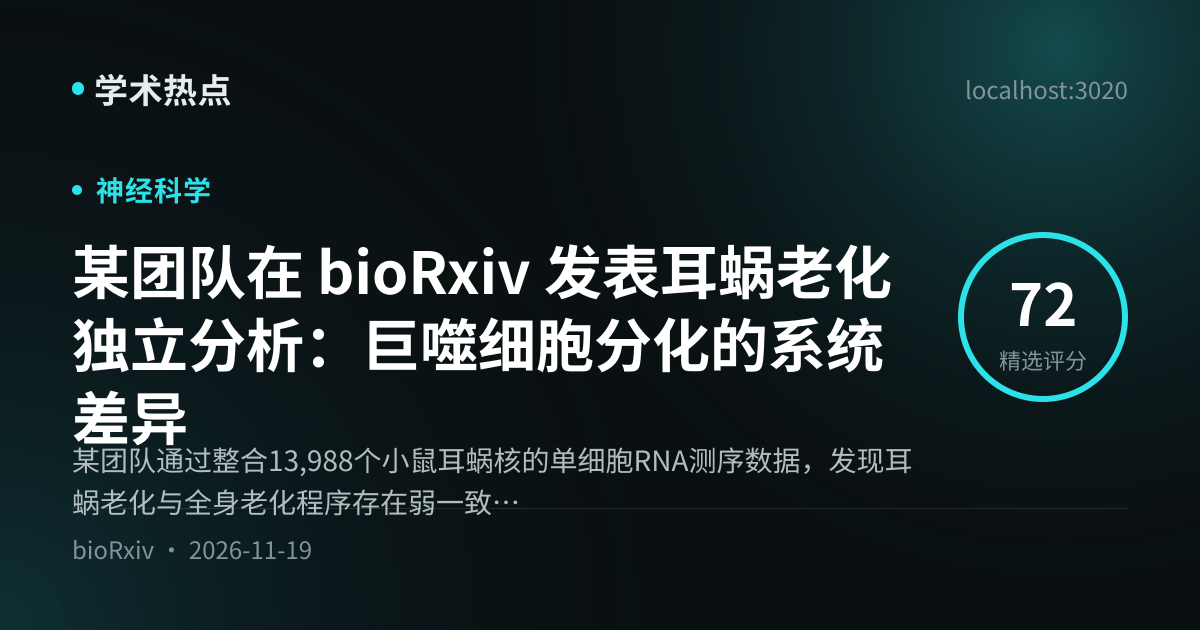 学术热点
localhost:3020
神经科学
某团队在 bioRxiv 发表耳蜗老化
独立分析：巨噬细胞分化的系统
差异
72
精选评分
某团队通过整合13,988个小鼠耳蜗核的单细胞RNA测序数据，发现耳
蜗老化与全身老化程序存在弱一致…
bioRxiv · 2026-11-19